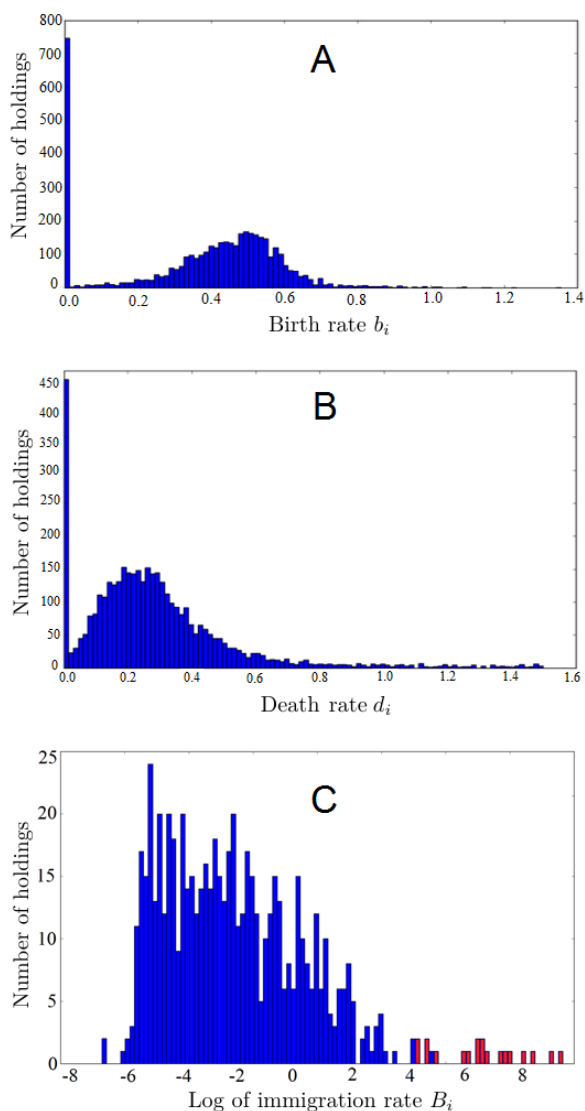 800
A
700
600
500
400
300
200
100
0
Number of holdings
0.0 0.2 0.4 0.6 0.8 1.0 1.2 1.4
Birth rate b_i
450
B
400
350
300
250
200
150
100
50
0
Number of holdings
0.0 0.2 0.4 0.6 0.8 1.0 1.2 1.4 1.6
Death rate d_i
25
C
20
15
10
5
0
Number of holdings
-8 -6 -4 -2 0 2 4 6 8
Log of immigration rate B_i